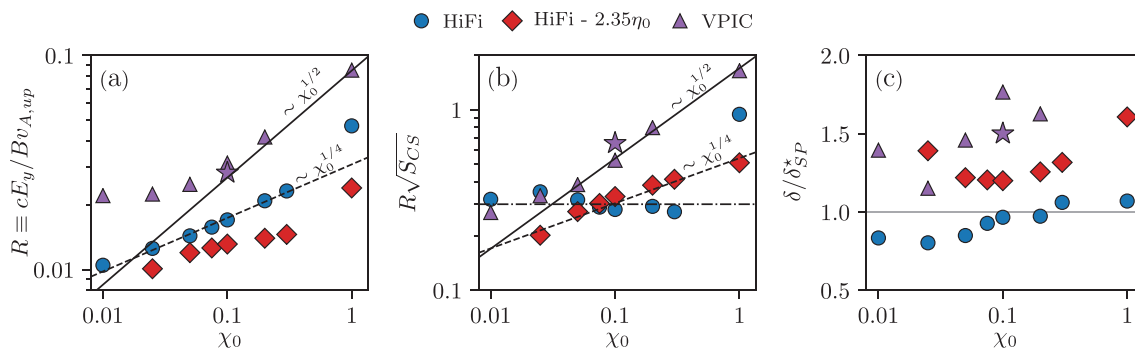 HiFi HiFi - 2.35η₀ VPIC
(a)
R ≡ cE_y/Bv_{A,up}
0.1
0.01
~ χ₀^{1/2}
~ χ₀^{1/4}
0.01 0.1 1
χ₀
(b)
R√S_{CS}
1
0.1
~ χ₀^{1/2}
~ χ₀^{1/4}
0.01 0.1 1
χ₀
(c)
δ/δ*_{SP}
2.0
1.5
1.0
0.5
0.01 0.1 1
χ₀